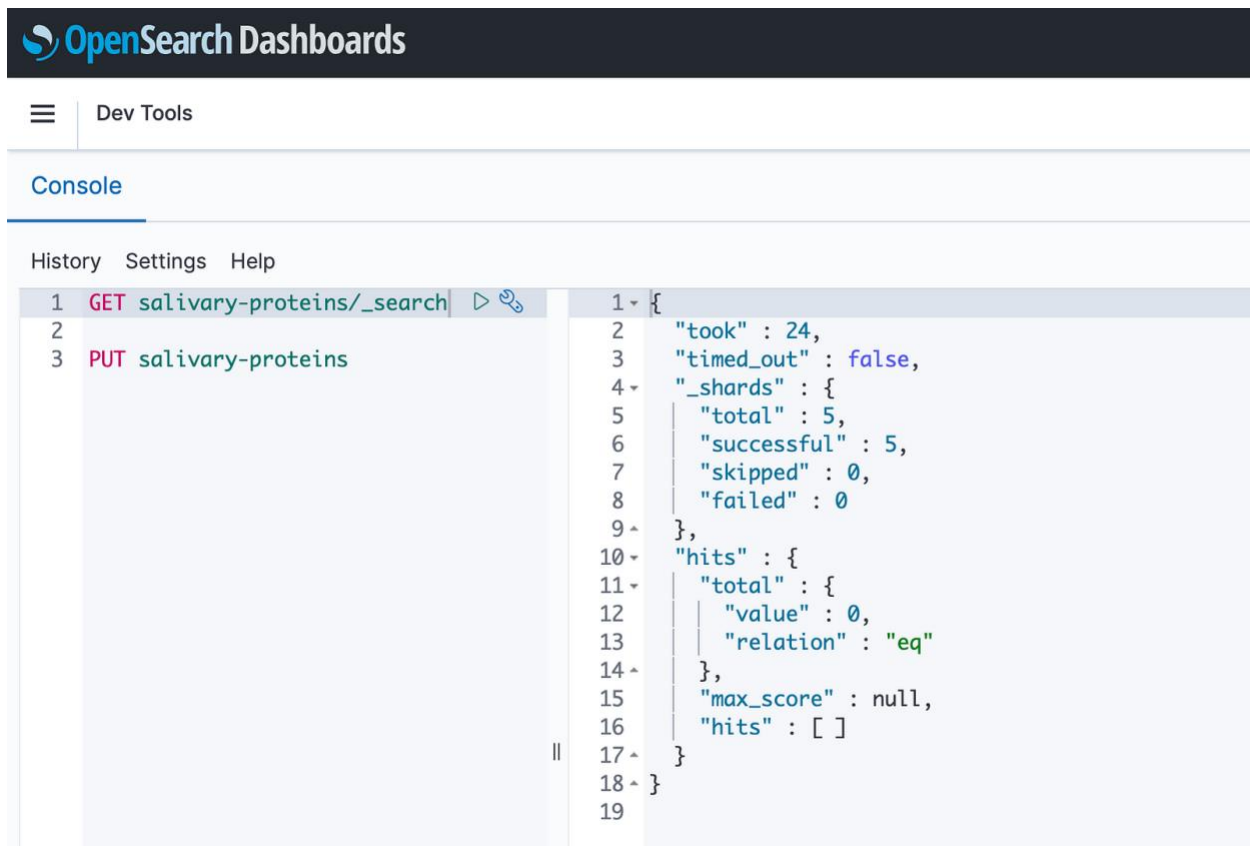 OpenSearch Dashboards
Dev Tools
Console
History Settings Help
1 GET salivary-proteins/_search
2
3 PUT salivary-proteins
1 {
2 "took" : 24,
3 "timed_out" : false,
4 "_shards" : {
5 "total" : 5,
6 "successful" : 5,
7 "skipped" : 0,
8 "failed" : 0
9 },
10 "hits" : {
11 "total" : {
12 "value" : 0,
13 "relation" : "eq"
14 },
15 "max_score" : null,
16 "hits" : [ ]
17 }
18 }
19